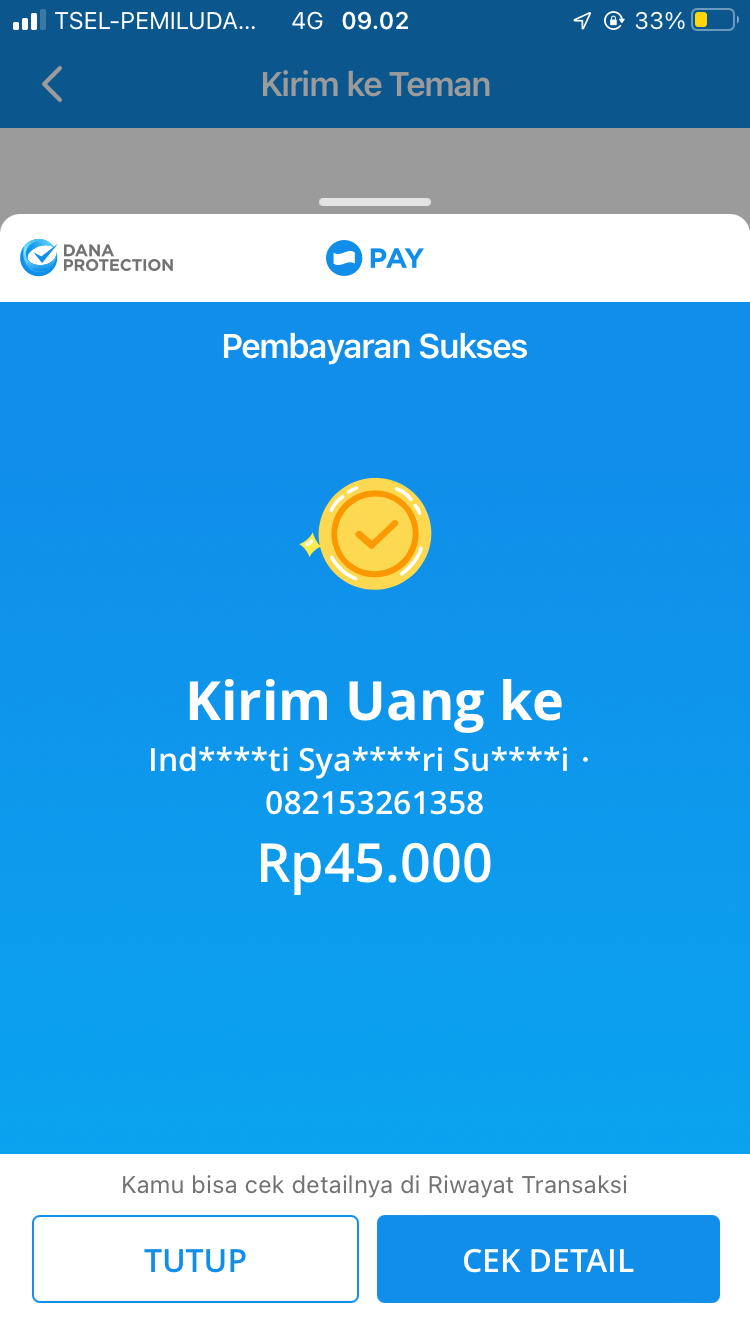 TSEL-PEMILUDA... 4G 09.02 33%
Kirim ke Teman
DANA
PROTECTION
PAY
Pembayaran Sukses
Kirim Uang ke
Ind****ti Sya****ri Su****i ·
082153261358
Rp45.000
Kamu bisa cek detailnya di Riwayat Transaksi
TUTUP
CEK DETAIL